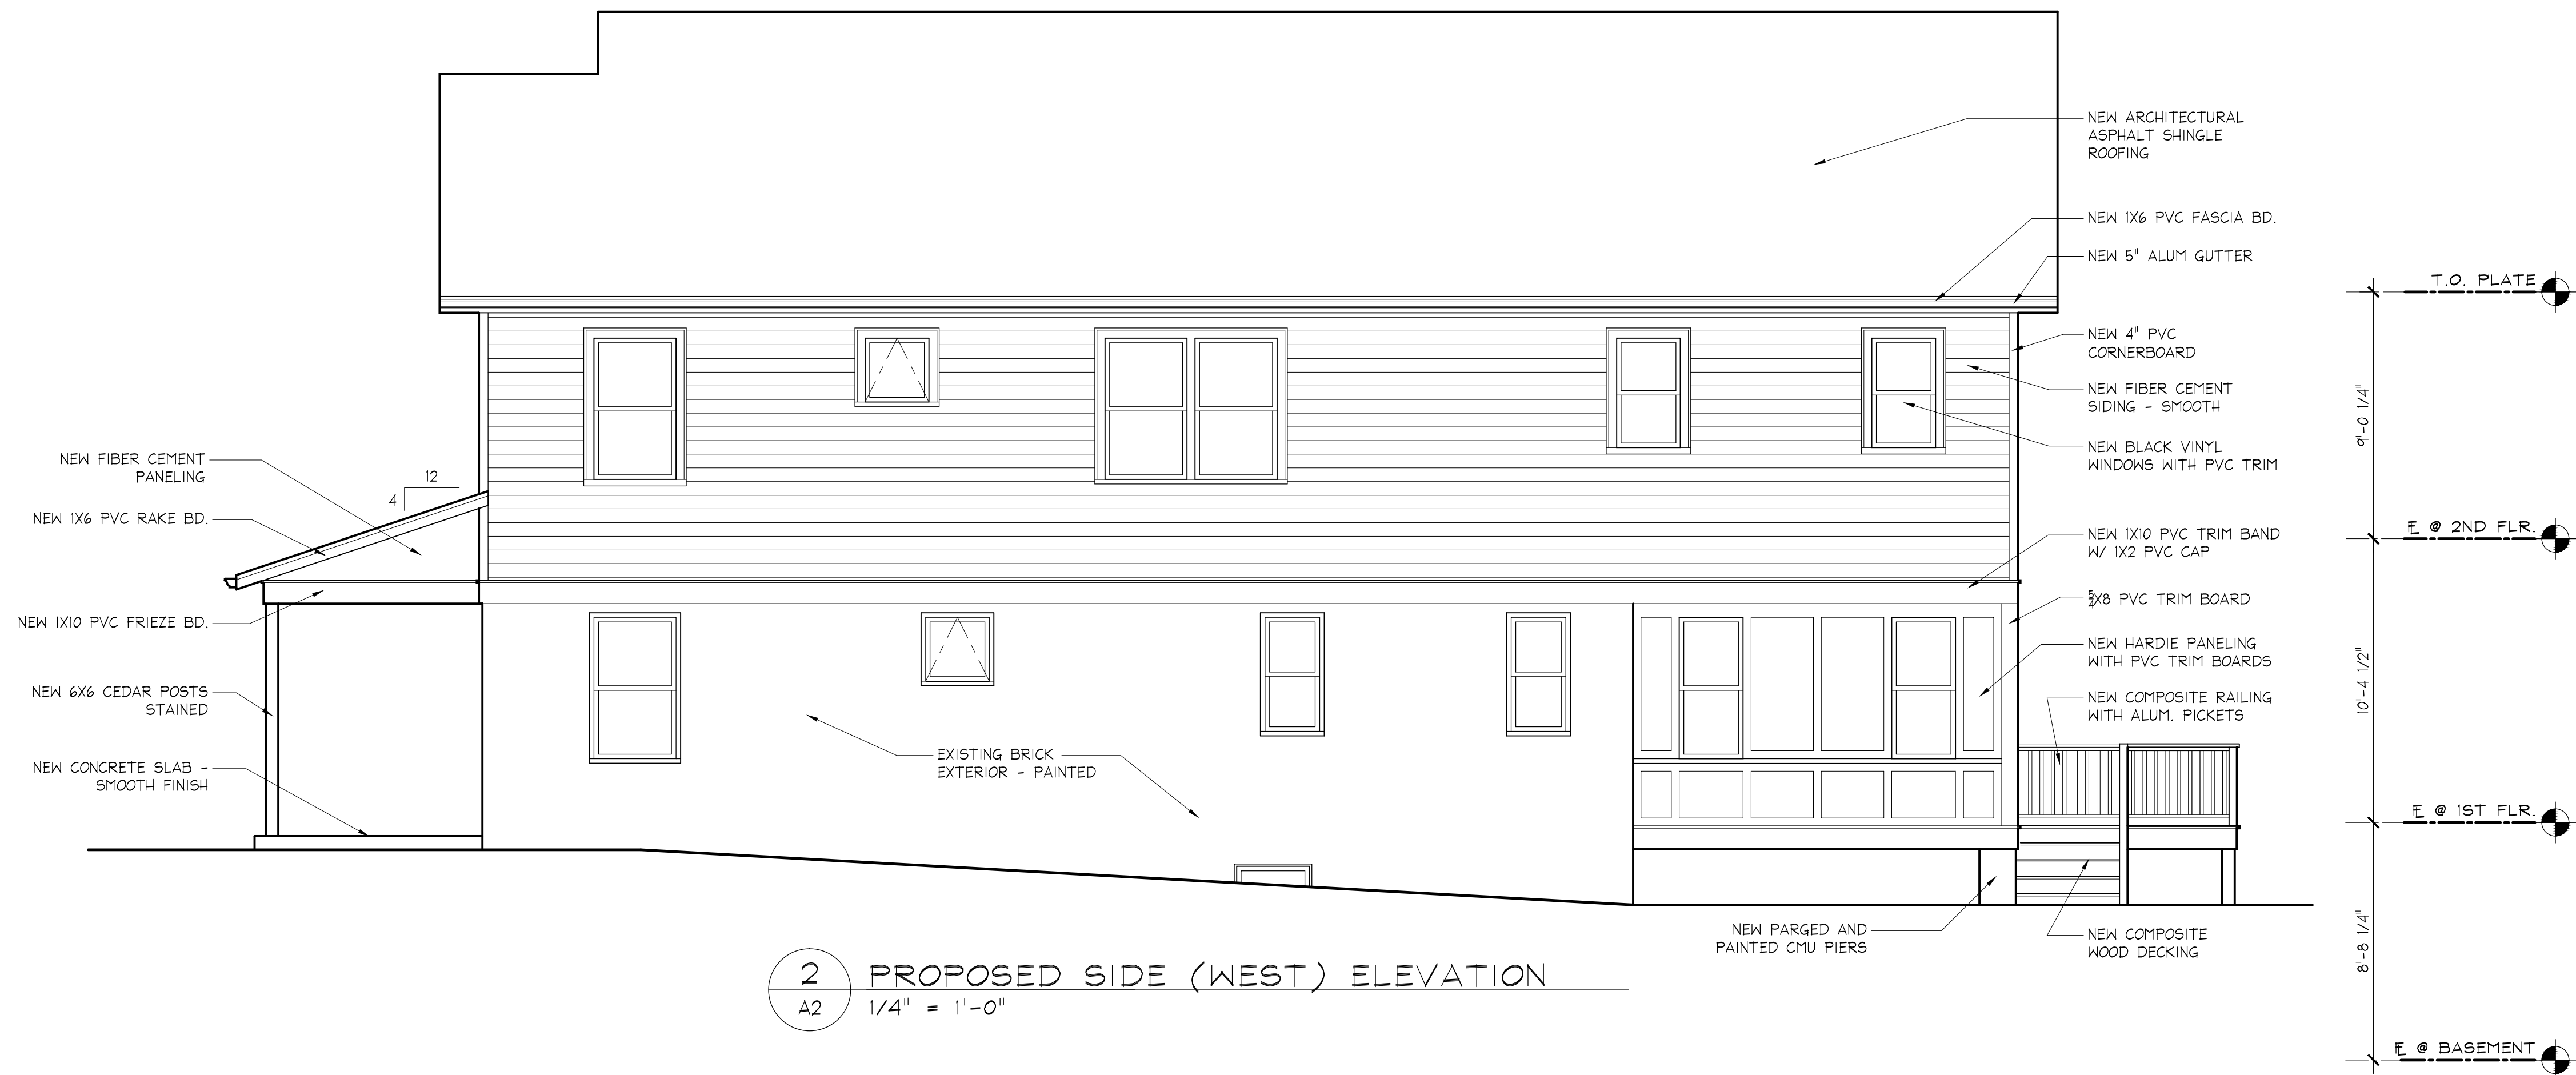 NEW ARCHITECTURAL
ASPHALT SHINGLE
ROOFING
NEW 1X6 PVC FASCIA BD.
NEW 5" ALUM GUTTER
T.O. PLATE
NEW 4" PVC
CORNERBOARD
NEW FIBER CEMENT
SIDING - SMOOTH
9'-0 1/4"
NEW BLACK VINYL
WINDOWS WITH PVC TRIM
NEW FIBER CEMENT
PANELING
12
4
NEW 1X6 PVC RAKE BD.
FL @ 2ND FLR.
NEW 1X10 PVC TRIM BAND
W/ 1X2 PVC CAP
5/4X8 PVC TRIM BOARD
NEW 1X10 PVC FRIEZE BD.
NEW HARDIE PANELING
WITH PVC TRIM BOARDS
10'-4 1/2"
NEW 6X6 CEDAR POSTS
STAINED
NEW COMPOSITE RAILING
WITH ALUM. PICKETS
NEW CONCRETE SLAB -
SMOOTH FINISH
EXISTING BRICK
EXTERIOR - PAINTED
FL @ 1ST FLR.
NEW PARGED AND
PAINTED CMU PIERS
NEW COMPOSITE
WOOD DECKING
8'-8 1/4"
2
A2
PROPOSED SIDE (WEST) ELEVATION
1/4" = 1'-0"
FL @ BASEMENT